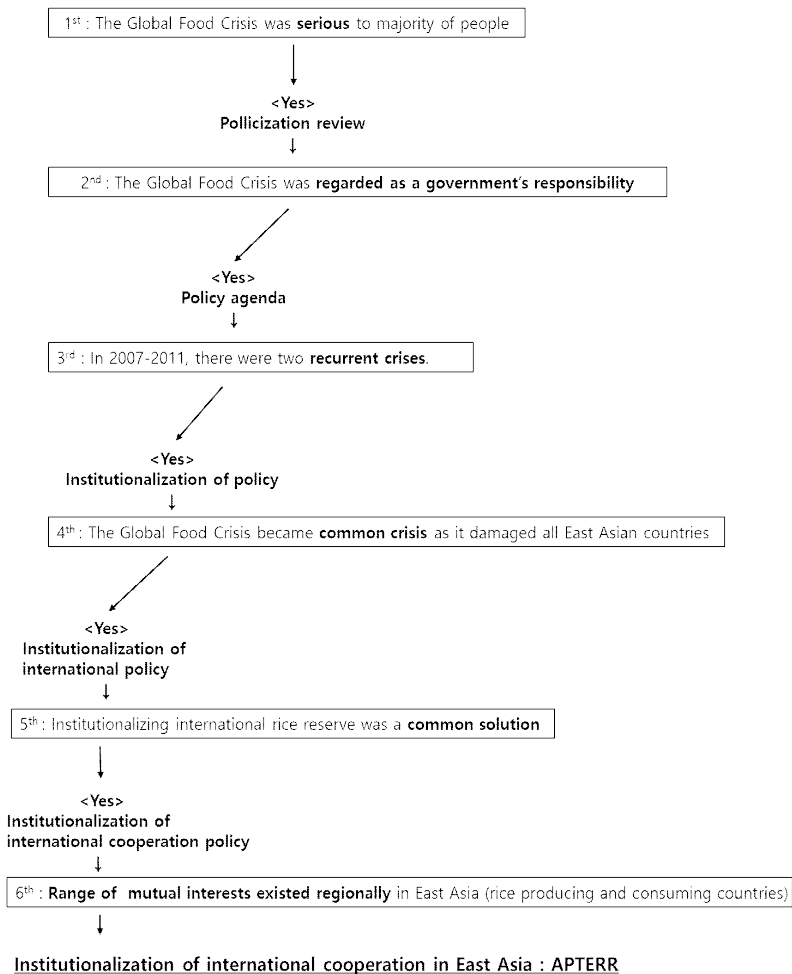 1st : The Global Food Crisis was serious to majority of people
<Yes>
Pollicization review
2nd : The Global Food Crisis was regarded as a government's responsibility
<Yes>
Policy agenda
3rd : In 2007-2011, there were two recurrent crises.
<Yes>
Institutionalization of policy
4th : The Global Food Crisis became common crisis as it damaged all East Asian countries
<Yes>
Institutionalization of
international policy
5th : Institutionalizing international rice reserve was a common solution
<Yes>
Institutionalization of
international cooperation policy
6th : Range of mutual interests existed regionally in East Asia (rice producing and consuming countries)
Institutionalization of international cooperation in East Asia : APTERR